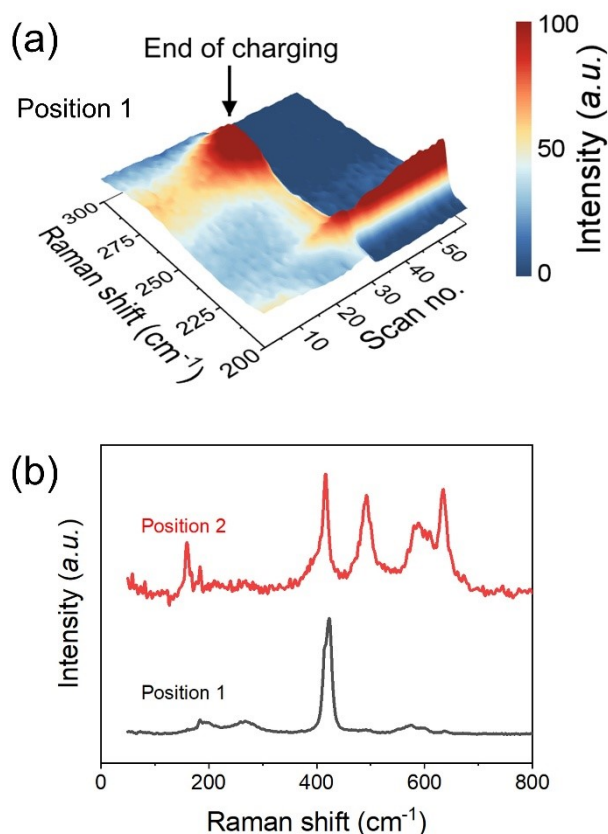 (a)
End of charging
Position 1
100
50
0
Intensity (a.u.)
300
275
250
225
200
Raman shift (cm-1)
10
20
30
40
50
Scan no.
(b)
Position 2
Position 1
Intensity (a.u.)
0
200
400
600
800
Raman shift (cm-1)